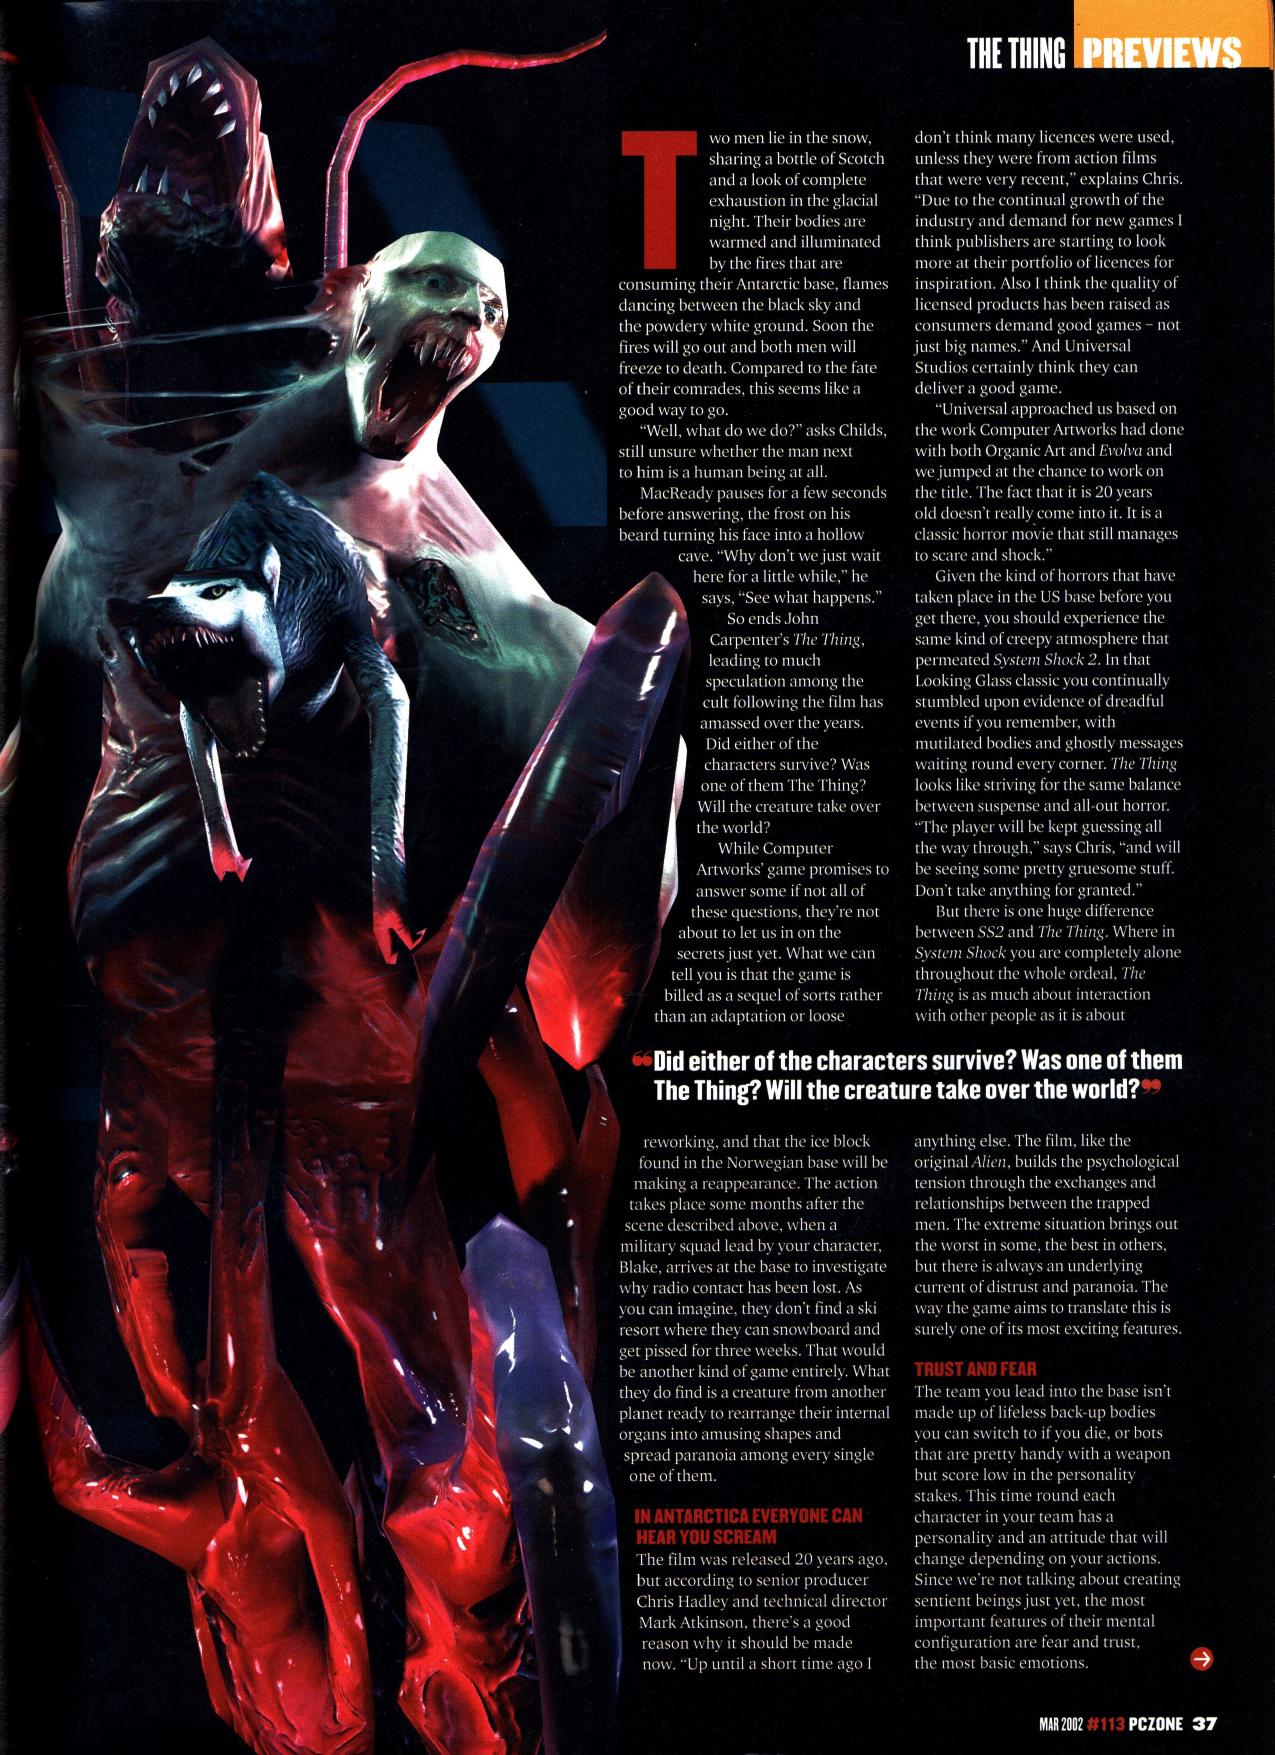 THE THING PREVIEWS
Two men lie in the snow,
sharing a bottle of Scotch
and a look of complete
exhaustion in the glacial
night. Their bodies are
warmed and illuminated
by the fires that are
consuming their Antarctic base, flames
dancing between the black sky and
the powdery white ground. Soon the
fires will go out and both men will
freeze to death. Compared to the fate
of their comrades, this seems like a
good way to go.
“Well, what do we do?” asks Childs,
still unsure whether the man next
to him is a human being at all.
MacReady pauses for a few seconds
before answering, the frost on his
beard turning his face into a hollow
cave. “Why don’t we just wait
here for a little while,” he
says, “See what happens.”
So ends John
Carpenter’s The Thing,
leading to much
speculation among the
cult following the film has
amassed over the years.
Did either of the
characters survive? Was
one of them The Thing?
Will the creature take over
the world?
While Computer
Artworks’ game promises to
answer some if not all of
these questions, they’re not
about to let us in on the
secrets just yet. What we can
tell you is that the game is
billed as a sequel of sorts rather
than an adaptation or loose
reworking, and that the ice block
found in the Norwegian base will be
making a reappearance. The action
takes place some months after the
scene described above, when a
military squad lead by your character,
Blake, arrives at the base to investigate
why radio contact has been lost. As
you can imagine, they don’t find a ski
resort where they can snowboard and
get pissed for three weeks. That would
be another kind of game entirely. What
they do find is a creature from another
planet ready to rearrange their internal
organs into amusing shapes and
spread paranoia among every single
one of them.
IN ANTARCTICA EVERYONE CAN
HEAR YOU SCREAM
The film was released 20 years ago,
but according to senior producer
Chris Hadley and technical director
Mark Atkinson, there’s a good
reason why it should be made
now. “Up until a short time ago I
don’t think many licences were used,
unless they were from action films
that were very recent,” explains Chris.
“Due to the continual growth of the
industry and demand for new games I
think publishers are starting to look
more at their portfolio of licences for
inspiration. Also I think the quality of
licensed products has been raised as
consumers demand good games – not
just big names.” And Universal
Studios certainly think they can
deliver a good game.
“Universal approached us based on
the work Computer Artworks had done
with both Organic Art and Evolva and
we jumped at the chance to work on
the title. The fact that it is 20 years
old doesn’t really come into it. It is a
classic horror movie that still manages
to scare and shock.”
Given the kind of horrors that have
taken place in the US base before you
get there, you should experience the
same kind of creepy atmosphere that
permeated System Shock 2. In that
Looking Glass classic you continually
stumbled upon evidence of dreadful
events if you remember, with
mutilated bodies and ghostly messages
waiting round every corner. The Thing
looks like striving for the same balance
between suspense and all-out horror.
“The player will be kept guessing all
the way through,” says Chris, “and will
be seeing some pretty gruesome stuff.
Don’t take anything for granted.”
But there is one huge difference
between SS2 and The Thing. Where in
System Shock you are completely alone
throughout the whole ordeal, The
Thing is as much about interaction
with other people as it is about
“Did either of the characters survive? Was one of them
The Thing? Will the creature take over the world?”
anything else. The film, like the
original Alien, builds the psychological
tension through the exchanges and
relationships between the trapped
men. The extreme situation brings out
the worst in some, the best in others,
but there is always an underlying
current of distrust and paranoia. The
way the game aims to translate this is
surely one of its most exciting features.
TRUST AND FEAR
The team you lead into the base isn’t
made up of lifeless back-up bodies
you can switch to if you die, or bots
that are pretty handy with a weapon
but score low in the personality
stakes. This time round each
character in your team has a
personality and an attitude that will
change depending on your actions.
Since we’re not talking about creating
sentient beings just yet, the most
important features of their mental
configuration are fear and trust,
the most basic emotions.
MAR 2002 #113 PCZONE 37